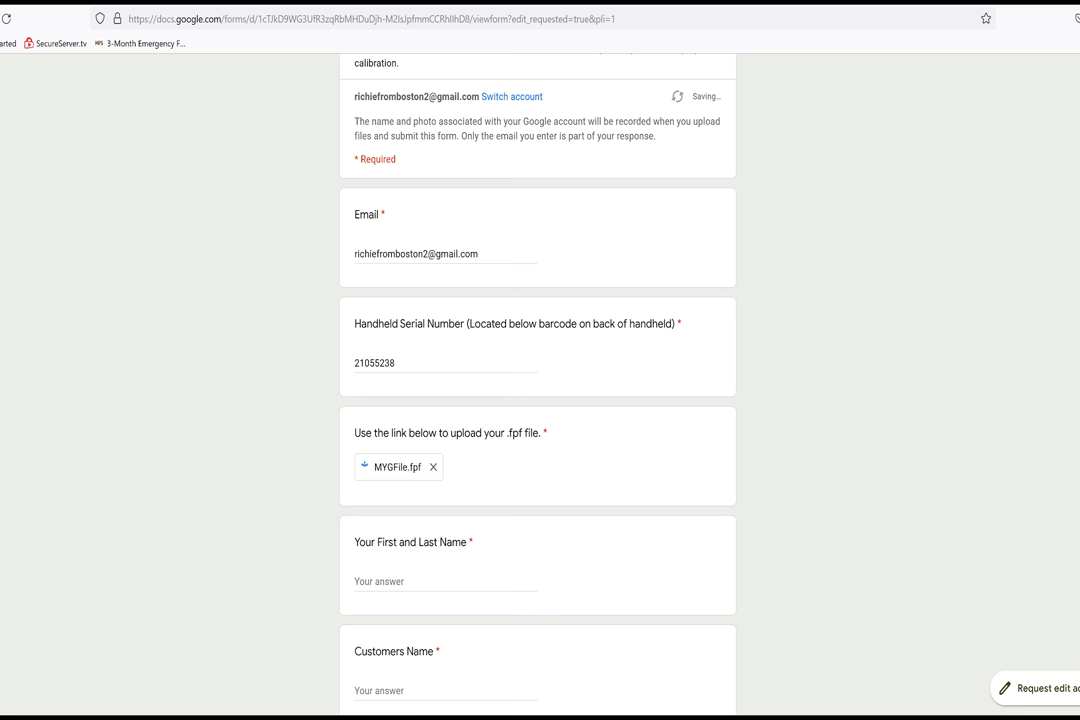 https://docs.google.com/forms/d/1cTJkD9WG3UfR3zqRbMHDuDjh-M2IsJpfmmCCRhIlhD8/viewform?edit_requested=true&pli=1
arted SecureServer.tv 3-Month Emergency F...
calibration.
richiefromboston2@gmail.com Switch account Saving...
The name and photo associated with your Google account will be recorded when you upload
files and submit this form. Only the email you enter is part of your response.
* Required
Email *
richiefromboston2@gmail.com
Handheld Serial Number (Located below barcode on back of handheld) *
21055238
Use the link below to upload your .fpf file. *
MYGFile.fpf
Your First and Last Name *
Your answer
Customers Name *
Your answer
Request edit ac